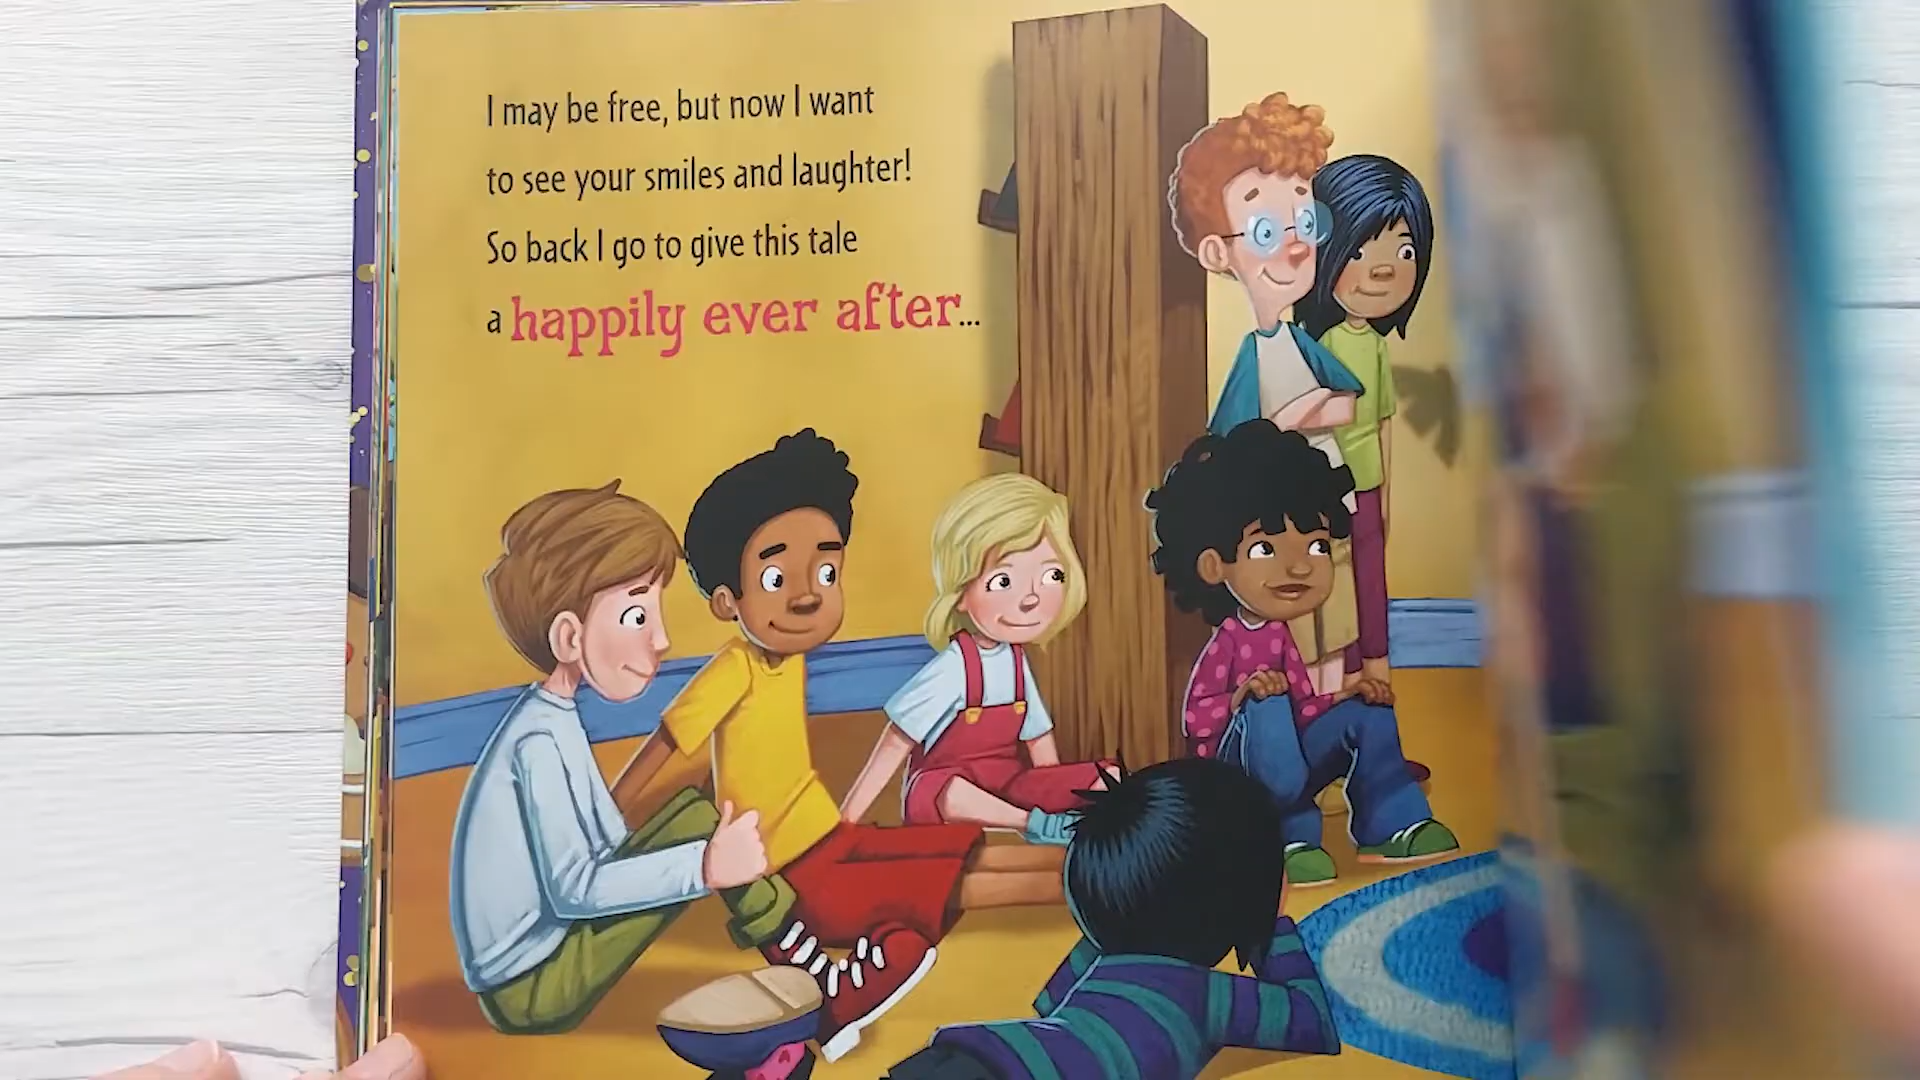 I may be free, but now I want
to see your smiles and laughter!
So back I go to give this tale
a happily ever after...